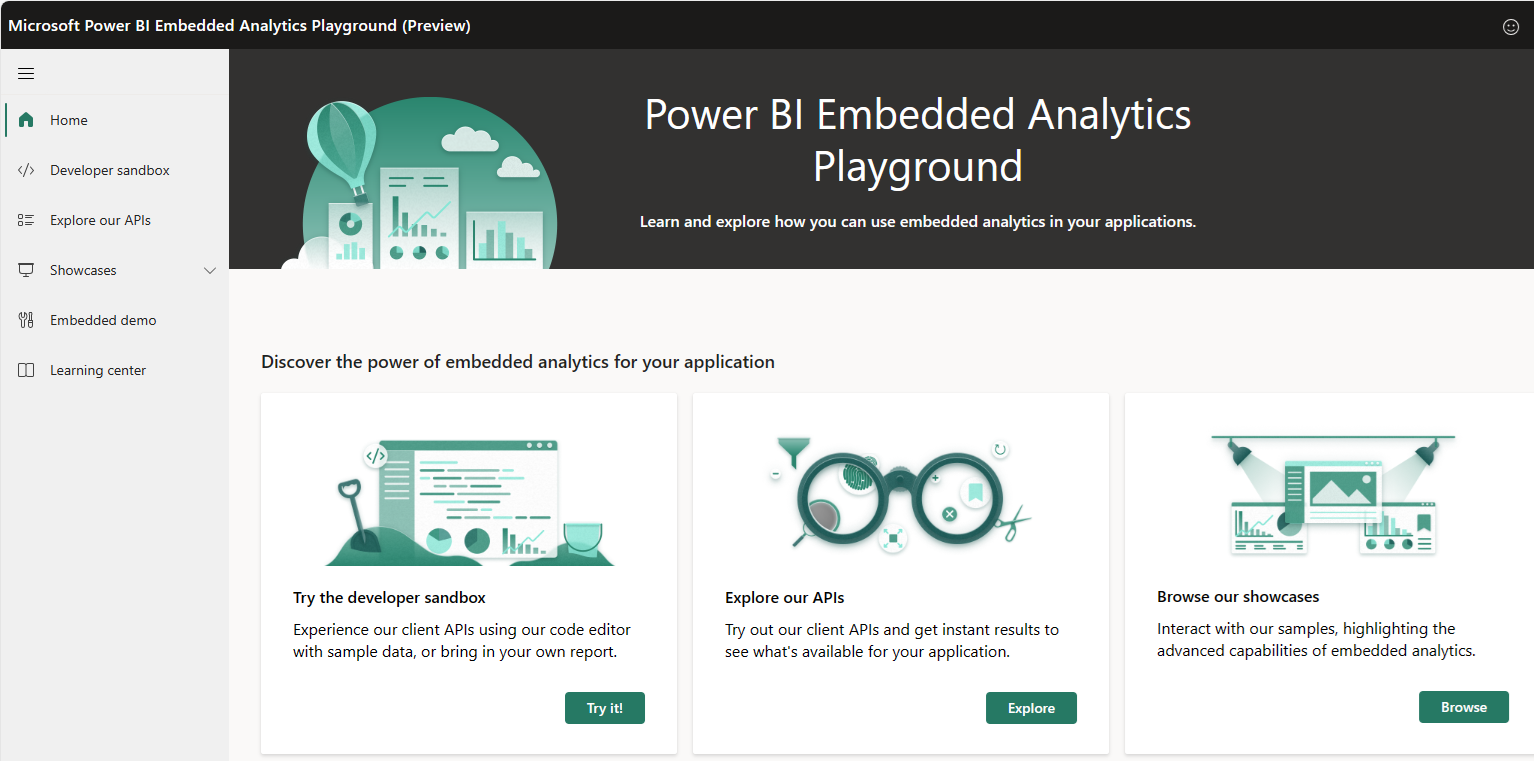 Microsoft Power BI Embedded Analytics Playground (Preview)
Home
Developer sandbox
Explore our APIs
Showcases
Embedded demo
Learning center
Power BI Embedded Analytics
Playground
Learn and explore how you can use embedded analytics in your applications.
Discover the power of embedded analytics for your application
</>
Try the developer sandbox
Experience our client APIs using our code editor
with sample data, or bring in your own report.
Try it!
Explore our APIs
Try out our client APIs and get instant results to
see what's available for your application.
Explore
Browse our showcases
Interact with our samples, highlighting the
advanced capabilities of embedded analytics.
Browse